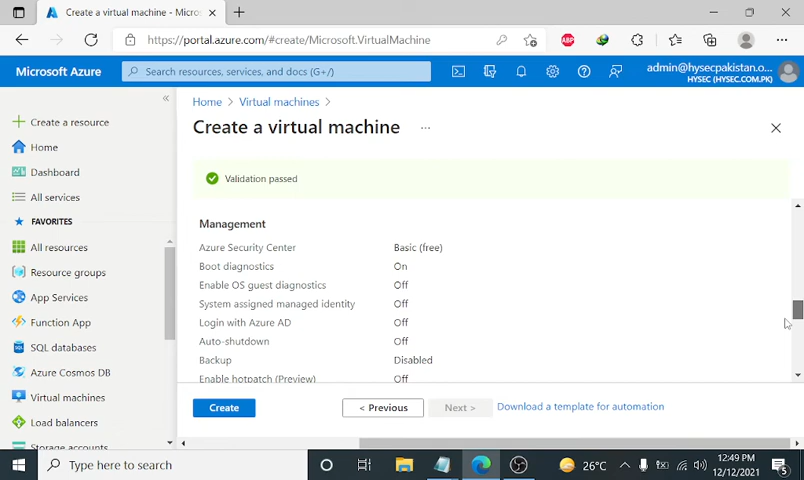 Create a virtual machine - Micros
https://portal.azure.com/#create/Microsoft.VirtualMachine
ABP
Microsoft Azure
Search resources, services, and docs (G+/)
admin@hysecpakistan.o...
HYSEC (HYSEC.COM.PK)
Create a resource
Home
Dashboard
All services
FAVORITES
All resources
Resource groups
App Services
Function App
SQL databases
Azure Cosmos DB
Virtual machines
Load balancers
Storage accounts
Home > Virtual machines >
Create a virtual machine ...
Validation passed
Management
Azure Security Center Basic (free)
Boot diagnostics On
Enable OS guest diagnostics Off
System assigned managed identity Off
Login with Azure AD Off
Auto-shutdown Off
Backup Disabled
Enable hotpatch (Preview) Off
Create
< Previous
Next >
Download a template for automation
Type here to search
26°C
12:49 PM
12/12/2021
5